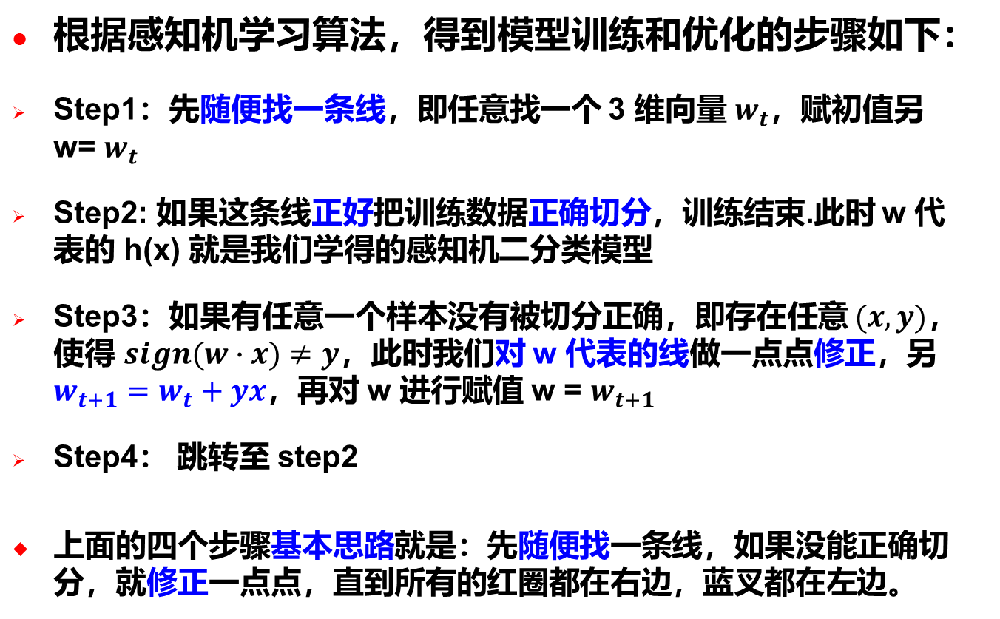 根据感知机学习算法，得到模型训练和优化的步骤如下：
Step1：先随便找一条线，即任意找一个 3 维向量 𝒘ₜ，赋初值另
w= 𝒘ₜ
Step2: 如果这条线正好把训练数据正确切分，训练结束.此时 w 代
表的 h(x) 就是我们学得的感知机二分类模型
Step3：如果有任意一个样本没有被切分正确，即存在任意 (x, y)，
使得 sign(w · x) ≠ y，此时我们对 w 代表的线做一点点修正，另
wₜ₊₁ = wₜ + yx，再对 w 进行赋值 w = wₜ₊₁
Step4： 跳转至 step2
上面的四个步骤基本思路就是：先随便找一条线，如果没能正确切
分，就修正一点点，直到所有的红圈都在右边，蓝叉都在左边。